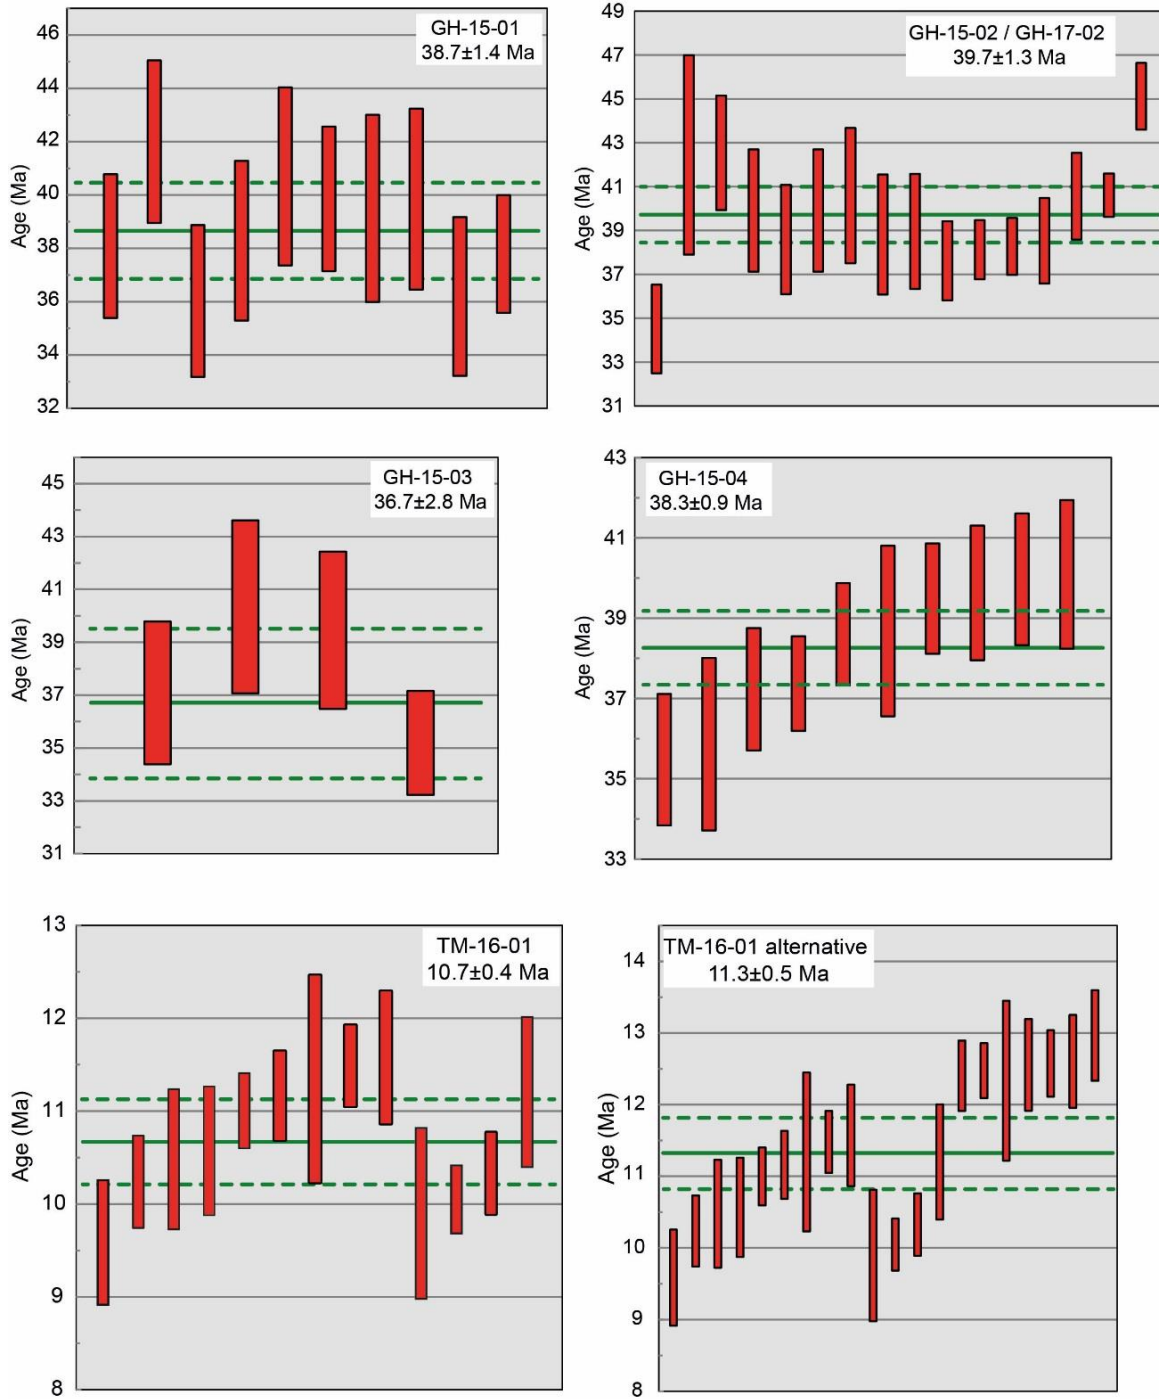 GH-15-01
38.7±1.4 Ma
Age (Ma)
46
44
42
40
38
36
34
32
GH-15-02 / GH-17-02
39.7±1.3 Ma
Age (Ma)
49
47
45
43
41
39
37
35
33
31
GH-15-03
36.7±2.8 Ma
Age (Ma)
45
43
41
39
37
35
33
31
GH-15-04
38.3±0.9 Ma
Age (Ma)
43
41
39
37
35
33
TM-16-01
10.7±0.4 Ma
Age (Ma)
13
12
11
10
9
8
TM-16-01 alternative
11.3±0.5 Ma
Age (Ma)
14
13
12
11
10
9
8